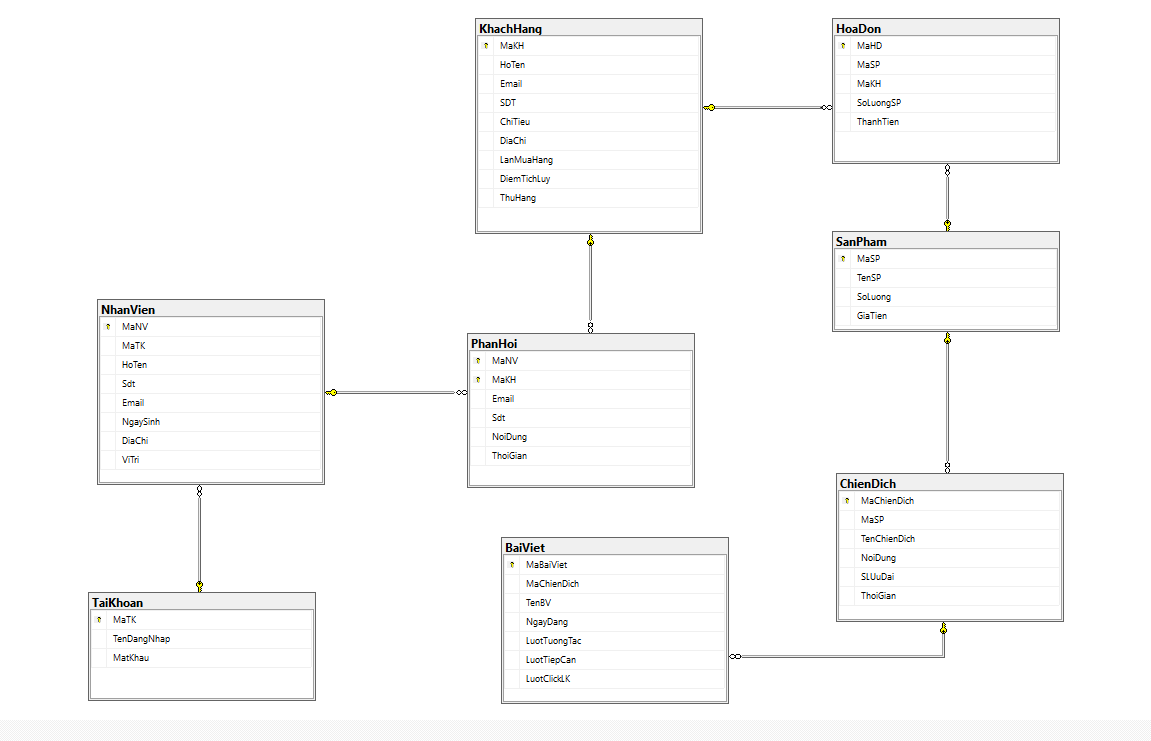 KhachHang
MaKH
HoTen
Email
SDT
ChiTieu
DiaChi
LanMuaHang
DiemTichLuy
ThuHang
HoaDon
MaHD
MaSP
MaKH
SoLuongSP
ThanhTien
SanPham
MaSP
TenSP
SoLuong
GiaTien
NhanVien
MaNV
MaTK
HoTen
Sdt
Email
NgaySinh
DiaChi
ViTri
PhanHoi
MaNV
MaKH
Email
Sdt
NoiDung
ThoiGian
ChienDich
MaChienDich
MaSP
TenChienDich
NoiDung
SLUuDai
ThoiGian
BaiViet
MaBaiViet
MaChienDich
TenBV
NgayDang
LuotTuongTac
LuotTiepCan
LuotClickLK
TaiKhoan
MaTK
TenDangNhap
MatKhau